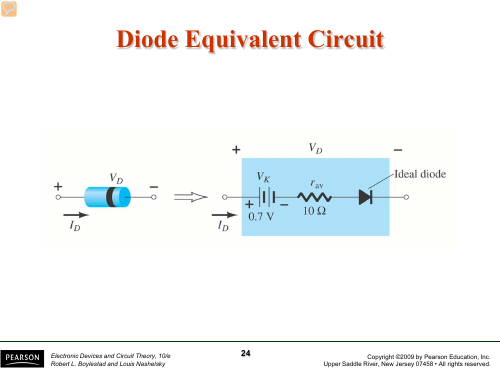 Diode Equivalent Circuit
+ V_D −
+ V_D − V_K r_av Ideal diode
+ − 10 Ω
I_D I_D 0.7 V
PEARSON
Electronic Devices and Circuit Theory, 10/e
Robert L. Boylestad and Louis Nashelsky
24
Copyright ©2009 by Pearson Education, Inc.
Upper Saddle River, New Jersey 07458 • All rights reserved.